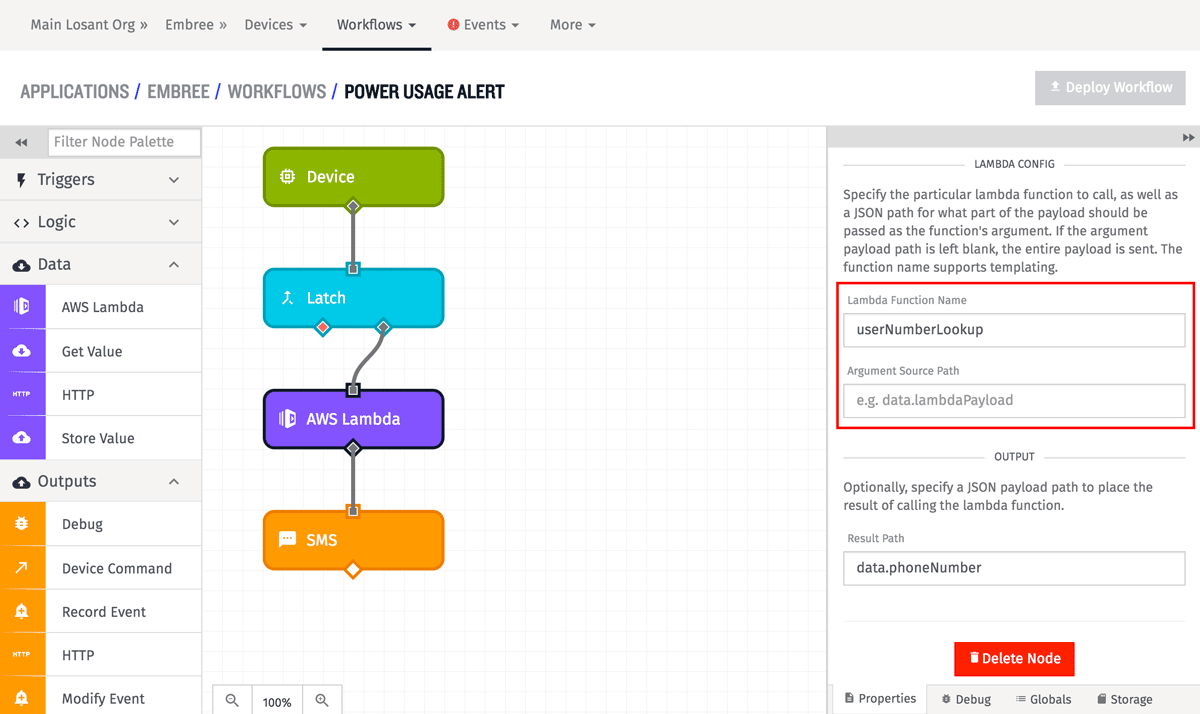 Main Losant Org » Embree » Devices Workflows Events More
APPLICATIONS / EMBREE / WORKFLOWS / POWER USAGE ALERT
Deploy Workflow
Filter Node Palette
Triggers
Logic
Data
AWS Lambda
Get Value
HTTP HTTP
Store Value
Outputs
Debug
Device Command
Record Event
HTTP HTTP
Modify Event
Device
Latch
AWS Lambda
SMS
100%
LAMBDA CONFIG
Specify the particular lambda function to call, as well as
a JSON path for what part of the payload should be
passed as the function's argument. If the argument
payload path is left blank, the entire payload is sent. The
function name supports templating.
Lambda Function Name
userNumberLookup
Argument Source Path
e.g. data.lambdaPayload
OUTPUT
Optionally, specify a JSON payload path to place the
result of calling the lambda function.
Result Path
data.phoneNumber
Delete Node
Properties Debug Globals Storage